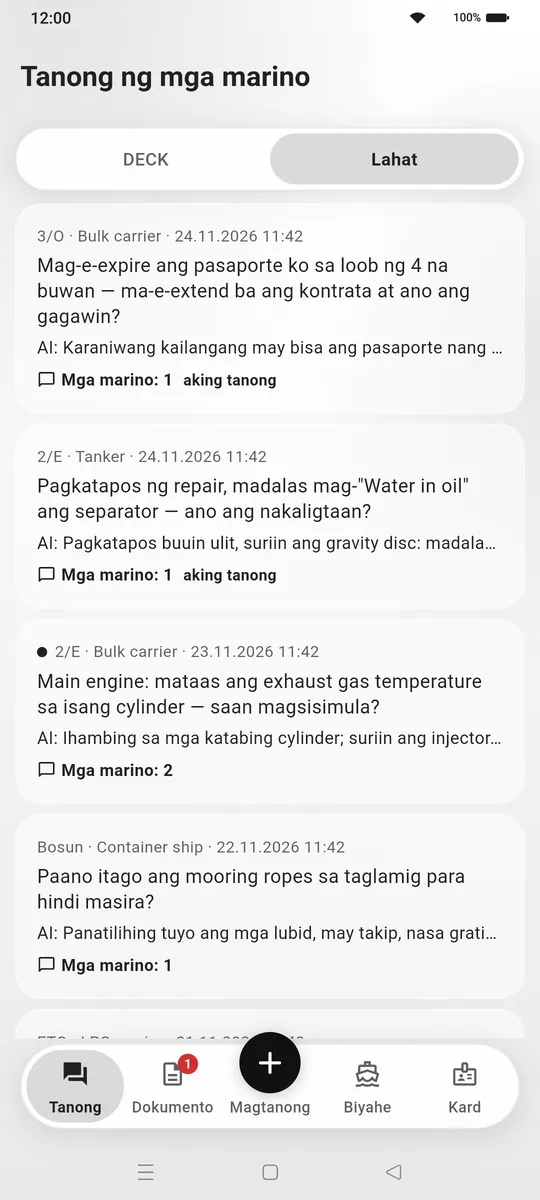 12:00
100%
Tanong ng mga marino
DECK
Lahat
3/O · Bulk carrier · 24.11.2026 11:42
Mag-e-expire ang pasaporte ko sa loob ng 4 na
buwan — ma-e-extend ba ang kontrata at ano ang
gagawin?
AI: Karaniwang kailangang may bisa ang pasaporte nang …
Mga marino: 1 aking tanong
2/E · Tanker · 24.11.2026 11:42
Pagkatapos ng repair, madalas mag-"Water in oil"
ang separator — ano ang nakaligtaan?
AI: Pagkatapos buuin ulit, suriin ang gravity disc: madala…
Mga marino: 1 aking tanong
2/E · Bulk carrier · 23.11.2026 11:42
Main engine: mataas ang exhaust gas temperature
sa isang cylinder — saan magsisimula?
AI: Ihambing sa mga katabing cylinder; suriin ang injector…
Mga marino: 2
Bosun · Container ship · 22.11.2026 11:42
Paano itago ang mooring ropes sa taglamig para
hindi masira?
AI: Panatilihing tuyo ang mga lubid, may takip, nasa grati…
Mga marino: 1
1
Tanong
Dokumento
Magtanong
Biyahe
Kard